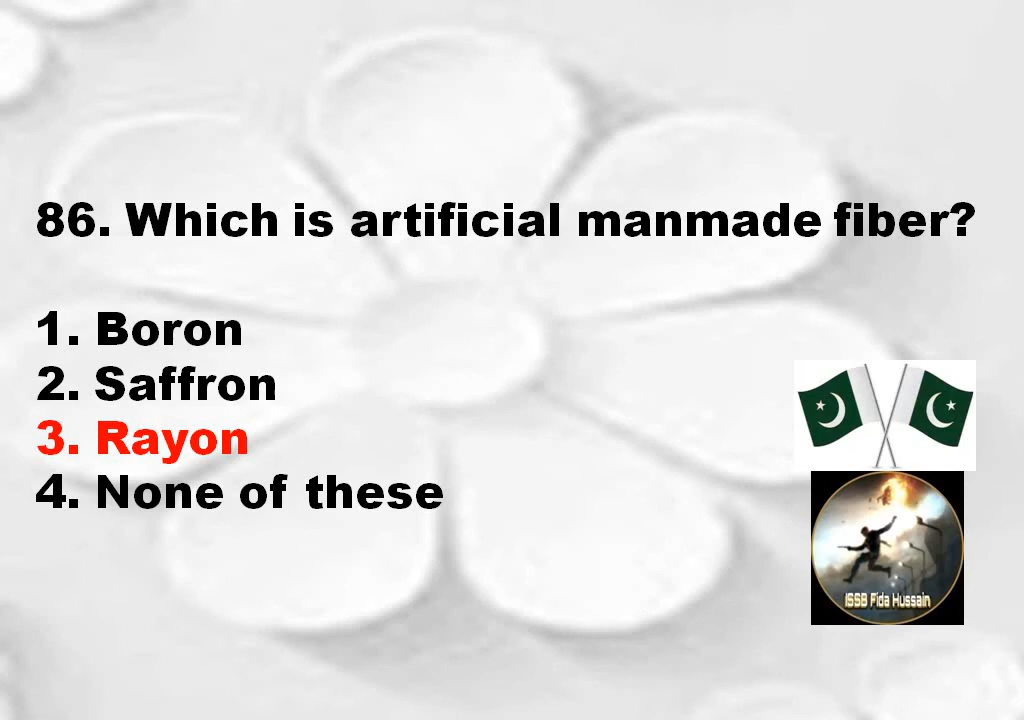 86. Which is artificial manmade fiber?
1. Boron
2. Saffron
3. Rayon
4. None of these
ISSB Fida Hussain